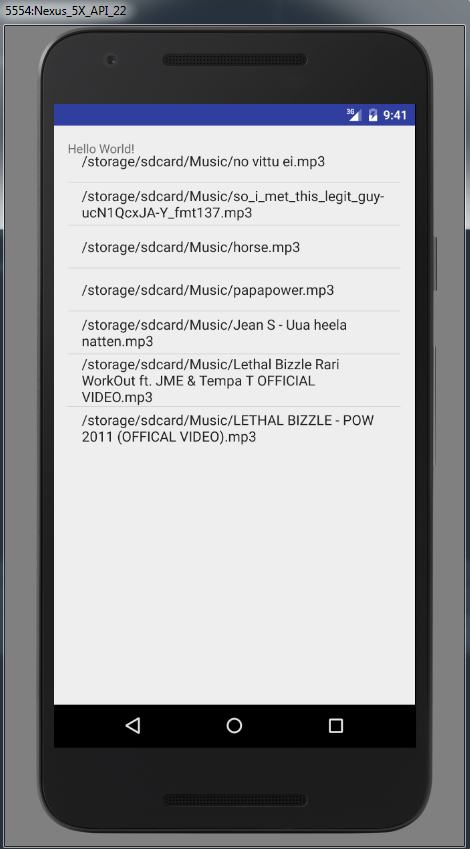 5554:Nexus_5X_API_22
3G 9:41
Hello World!
/storage/sdcard/Music/no vittu ei.mp3
/storage/sdcard/Music/so_i_met_this_legit_guy-
ucN1QcxJA-Y_fmt137.mp3
/storage/sdcard/Music/horse.mp3
/storage/sdcard/Music/papapower.mp3
/storage/sdcard/Music/Jean S - Uua heela
natten.mp3
/storage/sdcard/Music/Lethal Bizzle Rari
WorkOut ft. JME & Tempa T OFFICIAL
VIDEO.mp3
/storage/sdcard/Music/LETHAL BIZZLE - POW
2011 (OFFICAL VIDEO).mp3